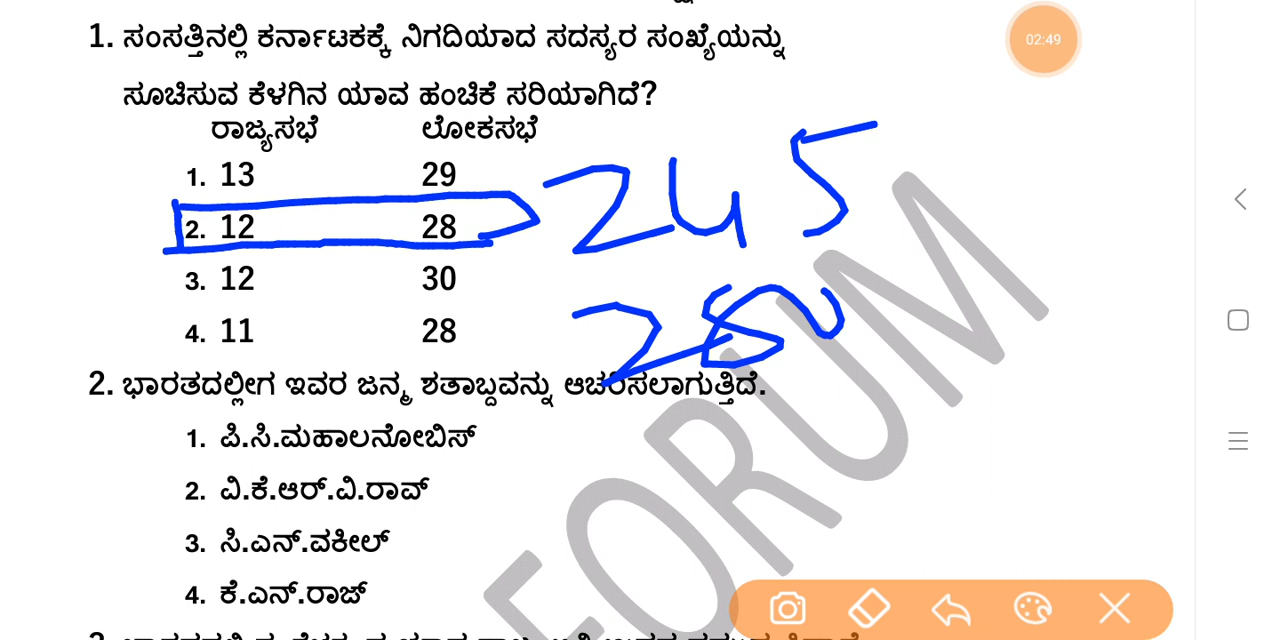 1. ಸಂಸತ್ತಿನಲ್ಲಿ ಕರ್ನಾಟಕಕ್ಕೆ ನಿಗದಿಯಾದ ಸದಸ್ಯರ ಸಂಖ್ಯೆಯನ್ನು
02:49
ಸೂಚಿಸುವ ಕೆಳಗಿನ ಯಾವ ಹಂಚಿಕೆ ಸರಿಯಾಗಿದೆ?
ರಾಜ್ಯಸಭೆ ಲೋಕಸಭೆ
1. 13 29
2. 12 28
245
3. 12 30
4. 11 28
2. ಭಾರತದಲ್ಲೀಗ ಇವರ ಜನ್ಮ ಶತಾಬ್ದವನ್ನು ಆಚರಿಸಲಾಗುತ್ತಿದೆ.
1. ಪಿ.ಸಿ.ಮಹಾಲನೋಬಿಸ್
2. ವಿ.ಕೆ.ಆರ್.ವಿ.ರಾವ್
3. ಸಿ.ಎನ್.ವಕೀಲ್
4. ಕೆ.ಎನ್.ರಾಜ್
FORUM